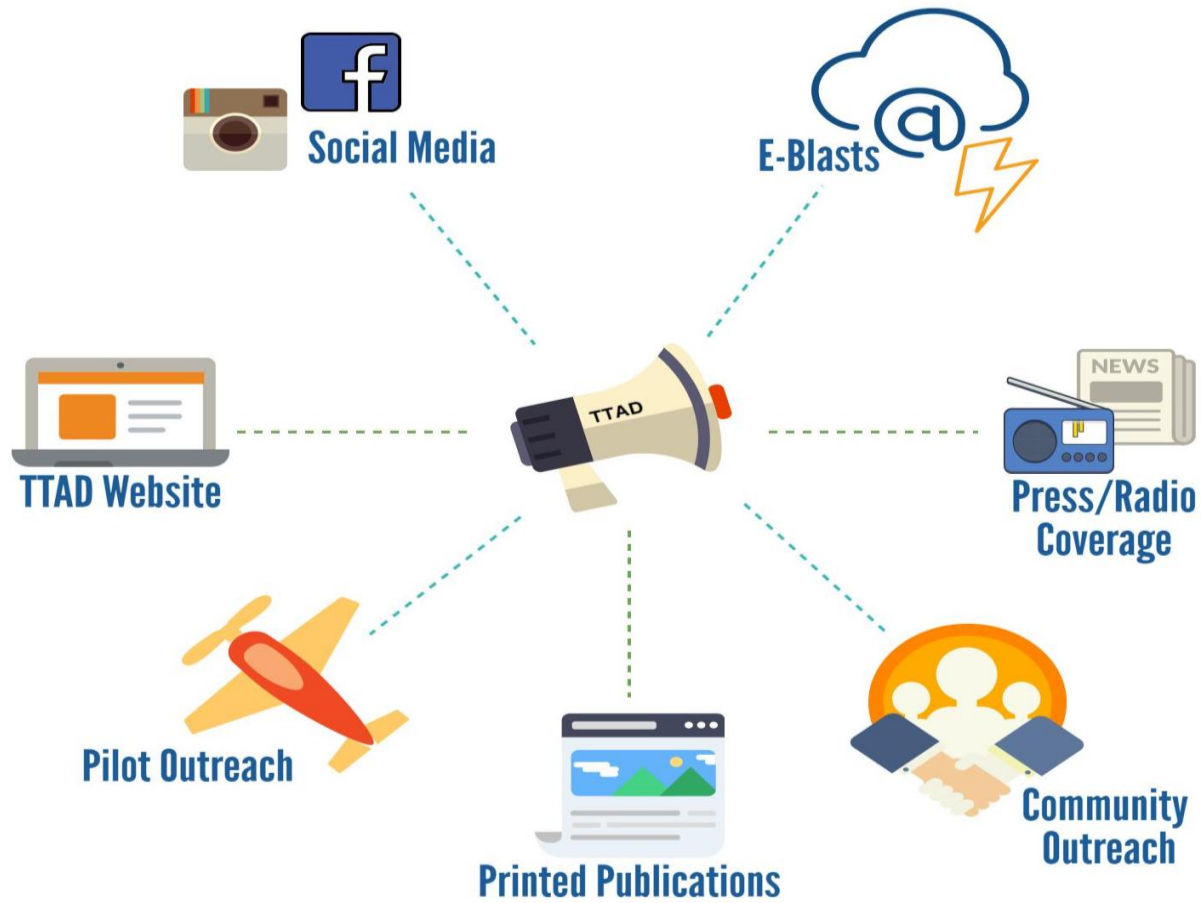 f
Social Media
@
E-Blasts
TTAD
NEWS
TTAD Website
Press/Radio
Coverage
Pilot Outreach
Community
Outreach
Printed Publications